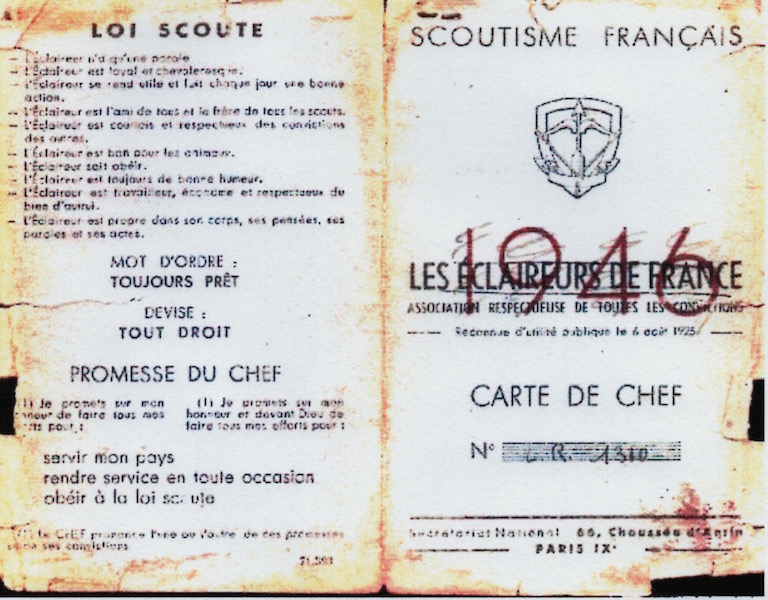 LOI SCOUTE
— L'Éclaireur n'a qu'une parole
— L'Éclaireur est loyal et chevaleresque.
— L'Éclaireur se rend utile et fait chaque jour une bonne
action.
— L'Éclaireur est l'ami de tous et le frère de tous les scouts.
— L'Éclaireur est courtois et respectueux des convictions
des autres.
— L'Éclaireur est bon pour les animaux.
— L'Éclaireur sait obéir.
— L'Éclaireur est toujours de bonne humeur.
— L'Éclaireur est travailleur, économe et respectueux du
bien d'autrui.
— L'Éclaireur est propre dans son corps, ses pensées, ses
paroles et ses actes.
MOT D'ORDRE :
TOUJOURS PRÊT
DEVISE :
TOUT DROIT
PROMESSE DU CHEF
(1) Je promets sur mon
honneur de faire tous mes
efforts pour :
(1) Je promets sur mon
honneur et devant Dieu de
faire tous mes efforts pour :
servir mon pays
rendre service en toute occasion
obéir à la loi scoute
(1) Le CHEF prononce l'une ou l'autre de ces promesses
selon ses convictions
SCOUTISME FRANÇAIS
1946
LES ÉCLAIREURS DE FRANCE
ASSOCIATION RESPECTUEUSE DE TOUTES LES CONVICTIONS
— Reconnue d'utilité publique le 6 août 1925 —
CARTE DE CHEF
N° R. 1310
Secrétariat National 66, Chaussée d'Antin
PARIS IXe